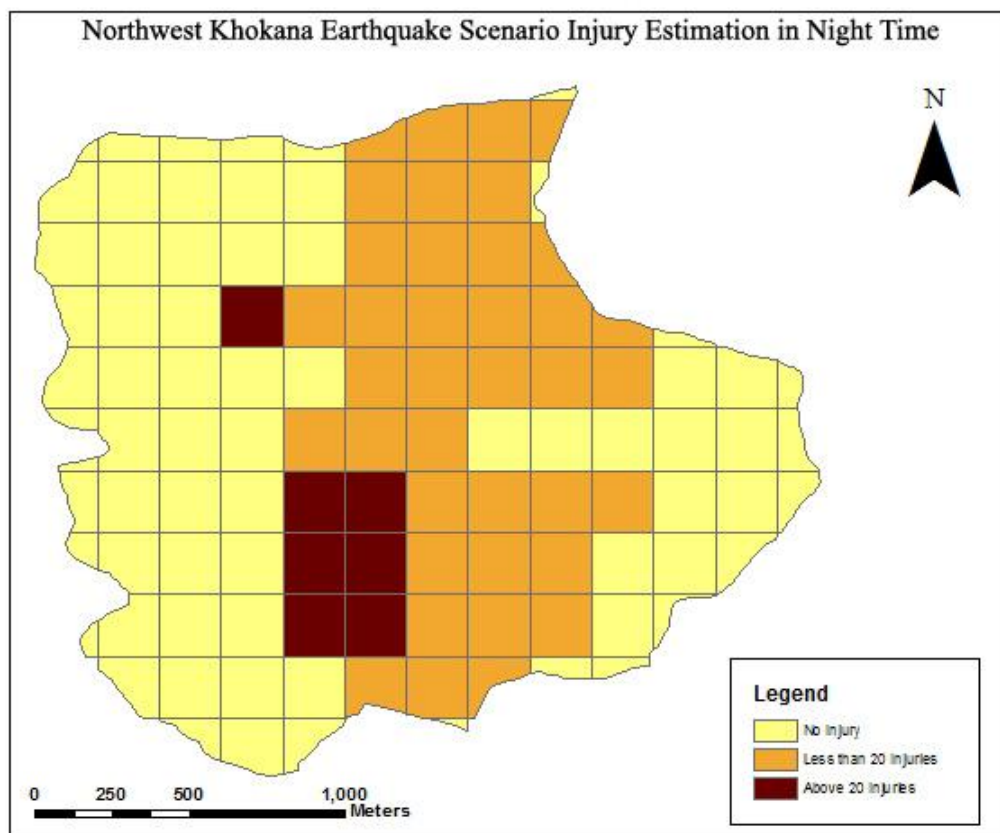 Northwest Khokana Earthquake Scenario Injury Estimation in Night Time
N
Legend
No Injury
Less than 20 Injuries
Above 20 Injuries
0 250 500 1,000
Meters